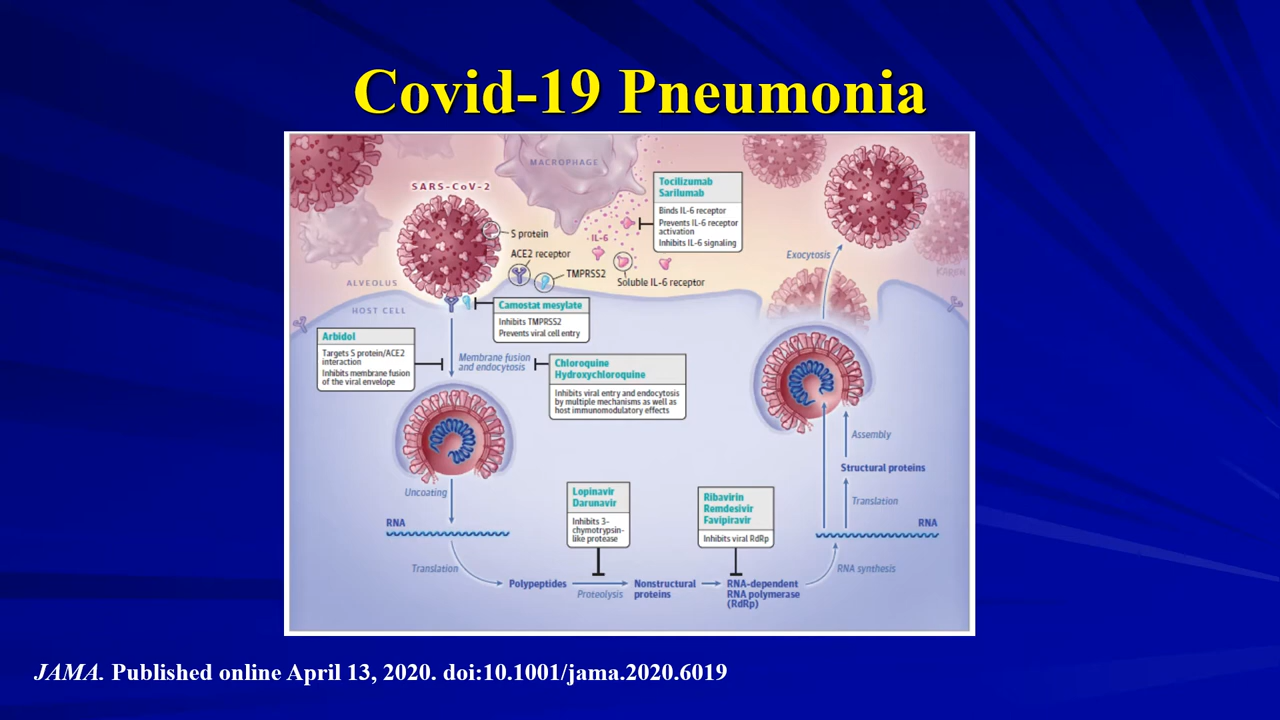 Covid-19 Pneumonia
MACROPHAGE
SARS-CoV-2
Tocilizumab
Sarilumab
Binds IL-6 receptor
Prevents IL-6 receptor
activation
Inhibits IL-6 signaling
S protein
IL-6
ACE2 receptor
TMPRSS2
Soluble IL-6 receptor
Exocytosis
ALVEOLUS
HOST CELL
Camostat mesylate
Inhibits TMPRSS2
Prevents viral cell entry
Arbidol
Targets S protein/ACE2
interaction
Inhibits membrane fusion
of the viral envelope
Membrane fusion
and endocytosis
Chloroquine
Hydroxychloroquine
Inhibits viral entry and endocytosis
by multiple mechanisms as well as
host immunomodulatory effects
Assembly
Structural proteins
Translation
Uncoating
RNA
Lopinavir
Darunavir
Inhibits 3-
chymotrypsin-
like protease
Ribavirin
Remdesivir
Favipiravir
Inhibits viral RdRp
RNA
Translation
Polypeptides
Proteolysis
Nonstructural
proteins
RNA-dependent
RNA polymerase
(RdRp)
RNA synthesis
JAMA. Published online April 13, 2020. doi:10.1001/jama.2020.6019